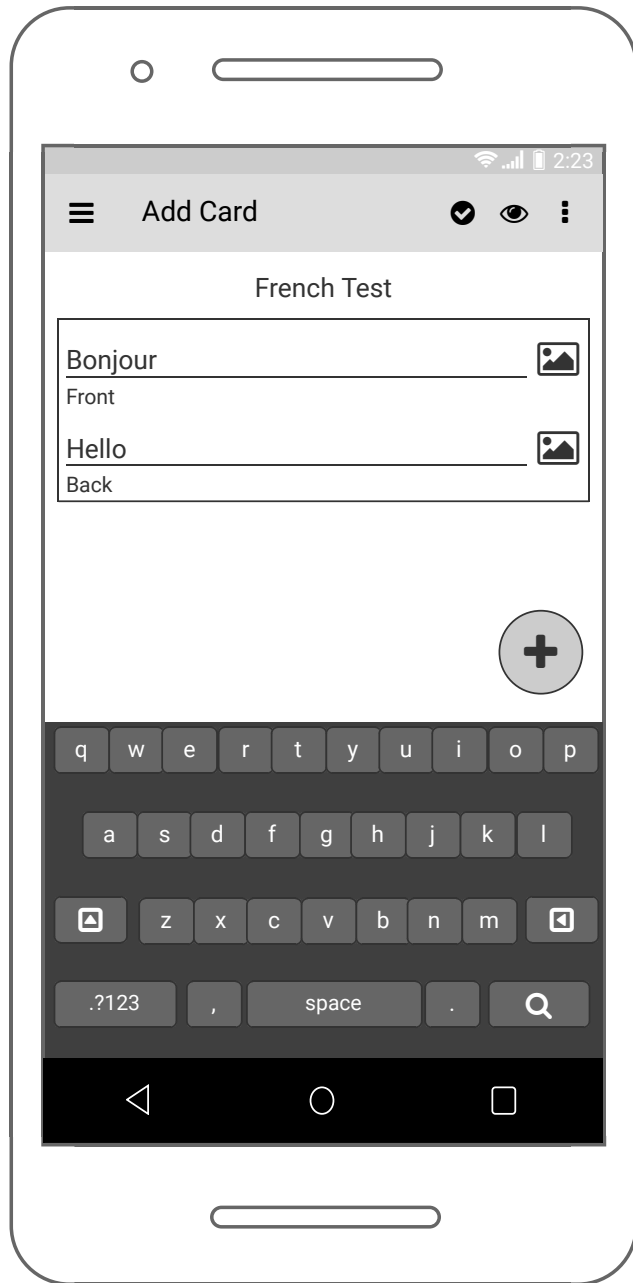 2:23
Add Card
French Test
Bonjour
Front
Hello
Back
q w e r t y u i o p
a s d f g h j k l
z x c v b n m
.?123 , space .